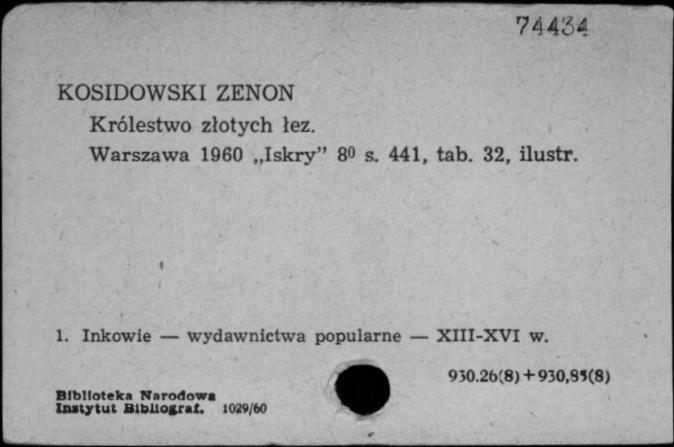 74434
KOSIDOWSKI ZENON
Królestwo złotych łez.
Warszawa 1960 „Iskry” 8⁰ s. 441, tab. 32, ilustr.
1. Inkowie — wydawnictwa popularne — XIII-XVI w.
930.26(8)+930,85(8)
Biblioteka Narodowa
Instytut Bibliograf. 1029/60